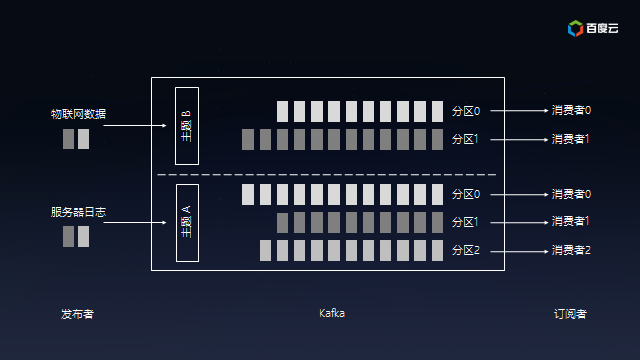 百度云
物联网数据
主题 B
分区0
消费者0
分区1
消费者1
服务器日志
主题 A
分区0
消费者0
分区1
消费者1
分区2
消费者2
发布者
Kafka
订阅者